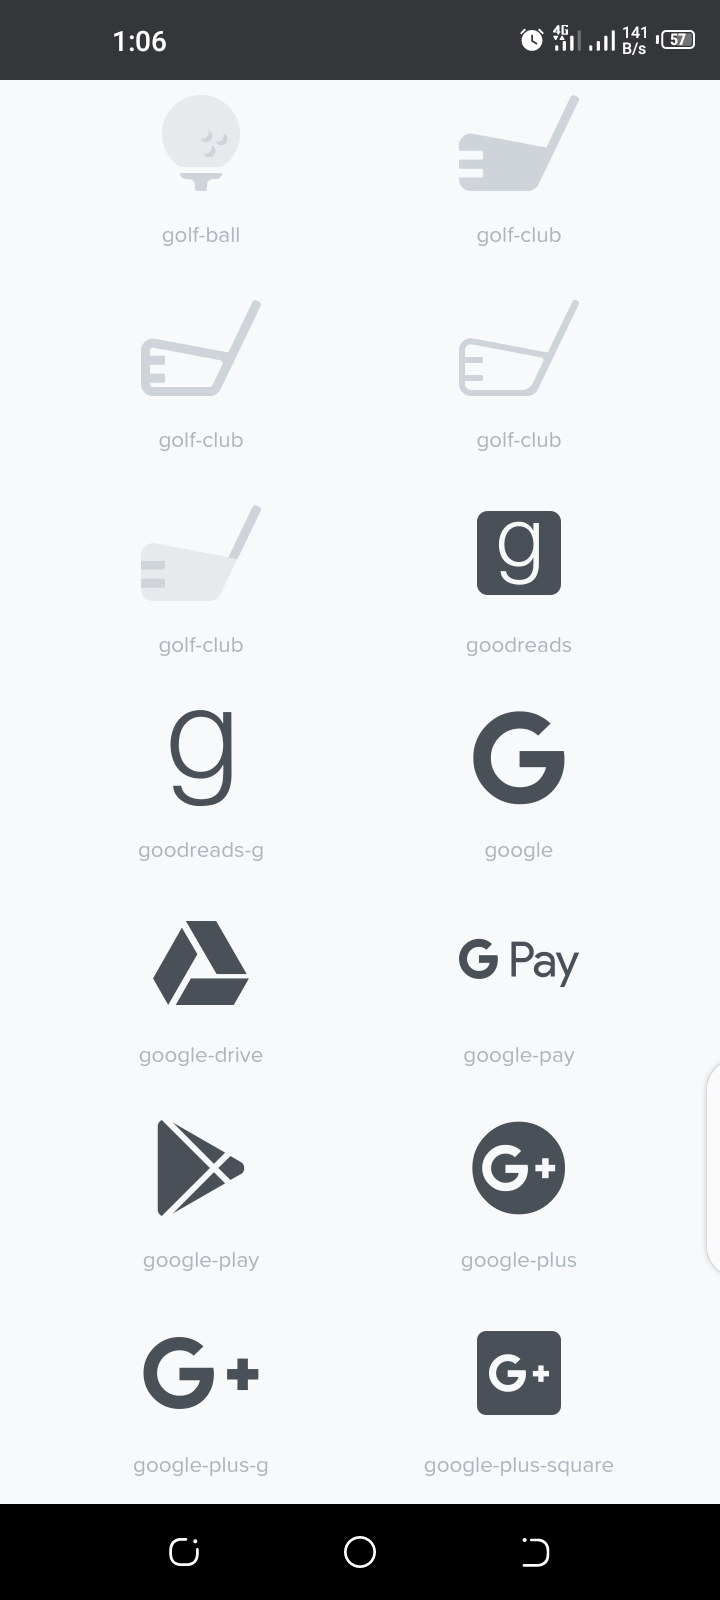 1:06
4G
141
B/s
57
golf-ball
golf-club
golf-club
golf-club
golf-club
g
goodreads
g
goodreads-g
G
google
google-drive
G Pay
google-pay
google-play
G+
google-plus
G+
google-plus-g
G+
google-plus-square